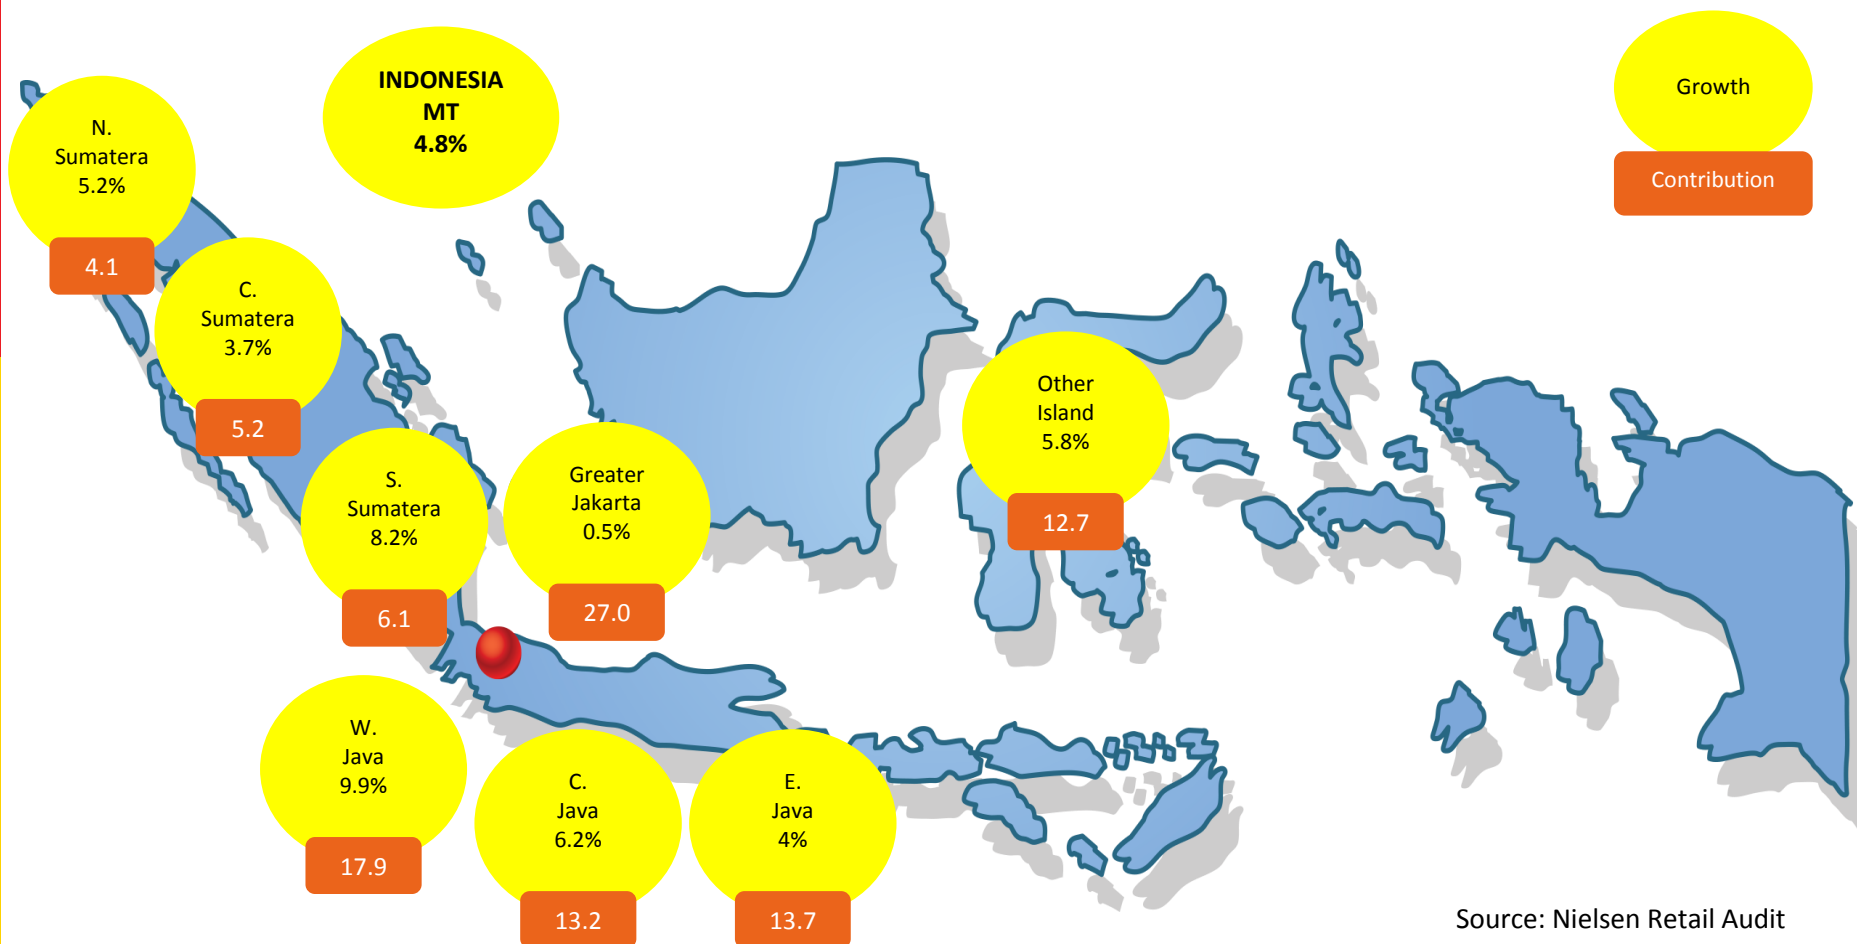 INDONESIA
MT
4.8%
Growth
Contribution
N.
Sumatera
5.2%
4.1
C.
Sumatera
3.7%
5.2
S.
Sumatera
8.2%
6.1
Greater
Jakarta
0.5%
27.0
Other
Island
5.8%
12.7
W.
Java
9.9%
17.9
C.
Java
6.2%
13.2
E.
Java
4%
13.7
Source: Nielsen Retail Audit